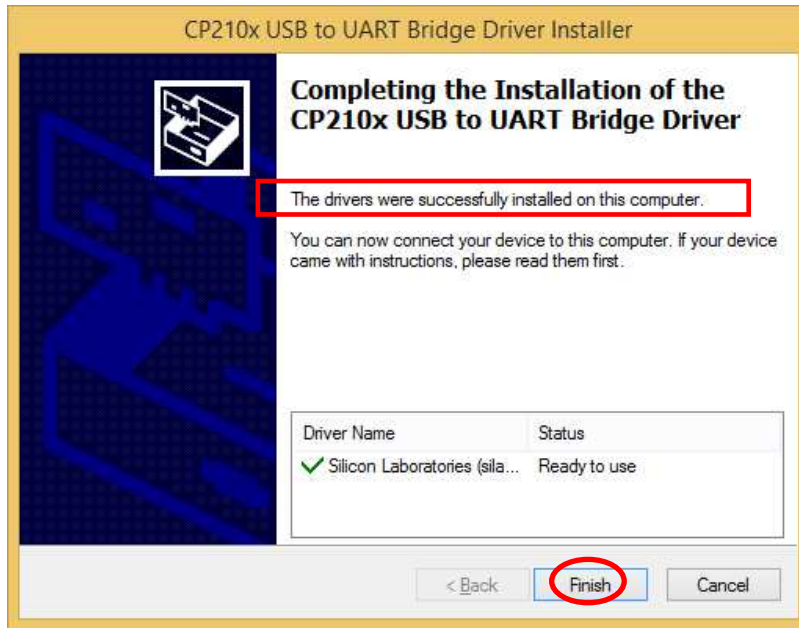 CP210x USB to UART Bridge Driver Installer
Completing the Installation of the
CP210x USB to UART Bridge Driver
The drivers were successfully installed on this computer.
You can now connect your device to this computer. If your device
came with instructions, please read them first.
Driver Name Status
Silicon Laboratories (sila... Ready to use
< Back Finish Cancel